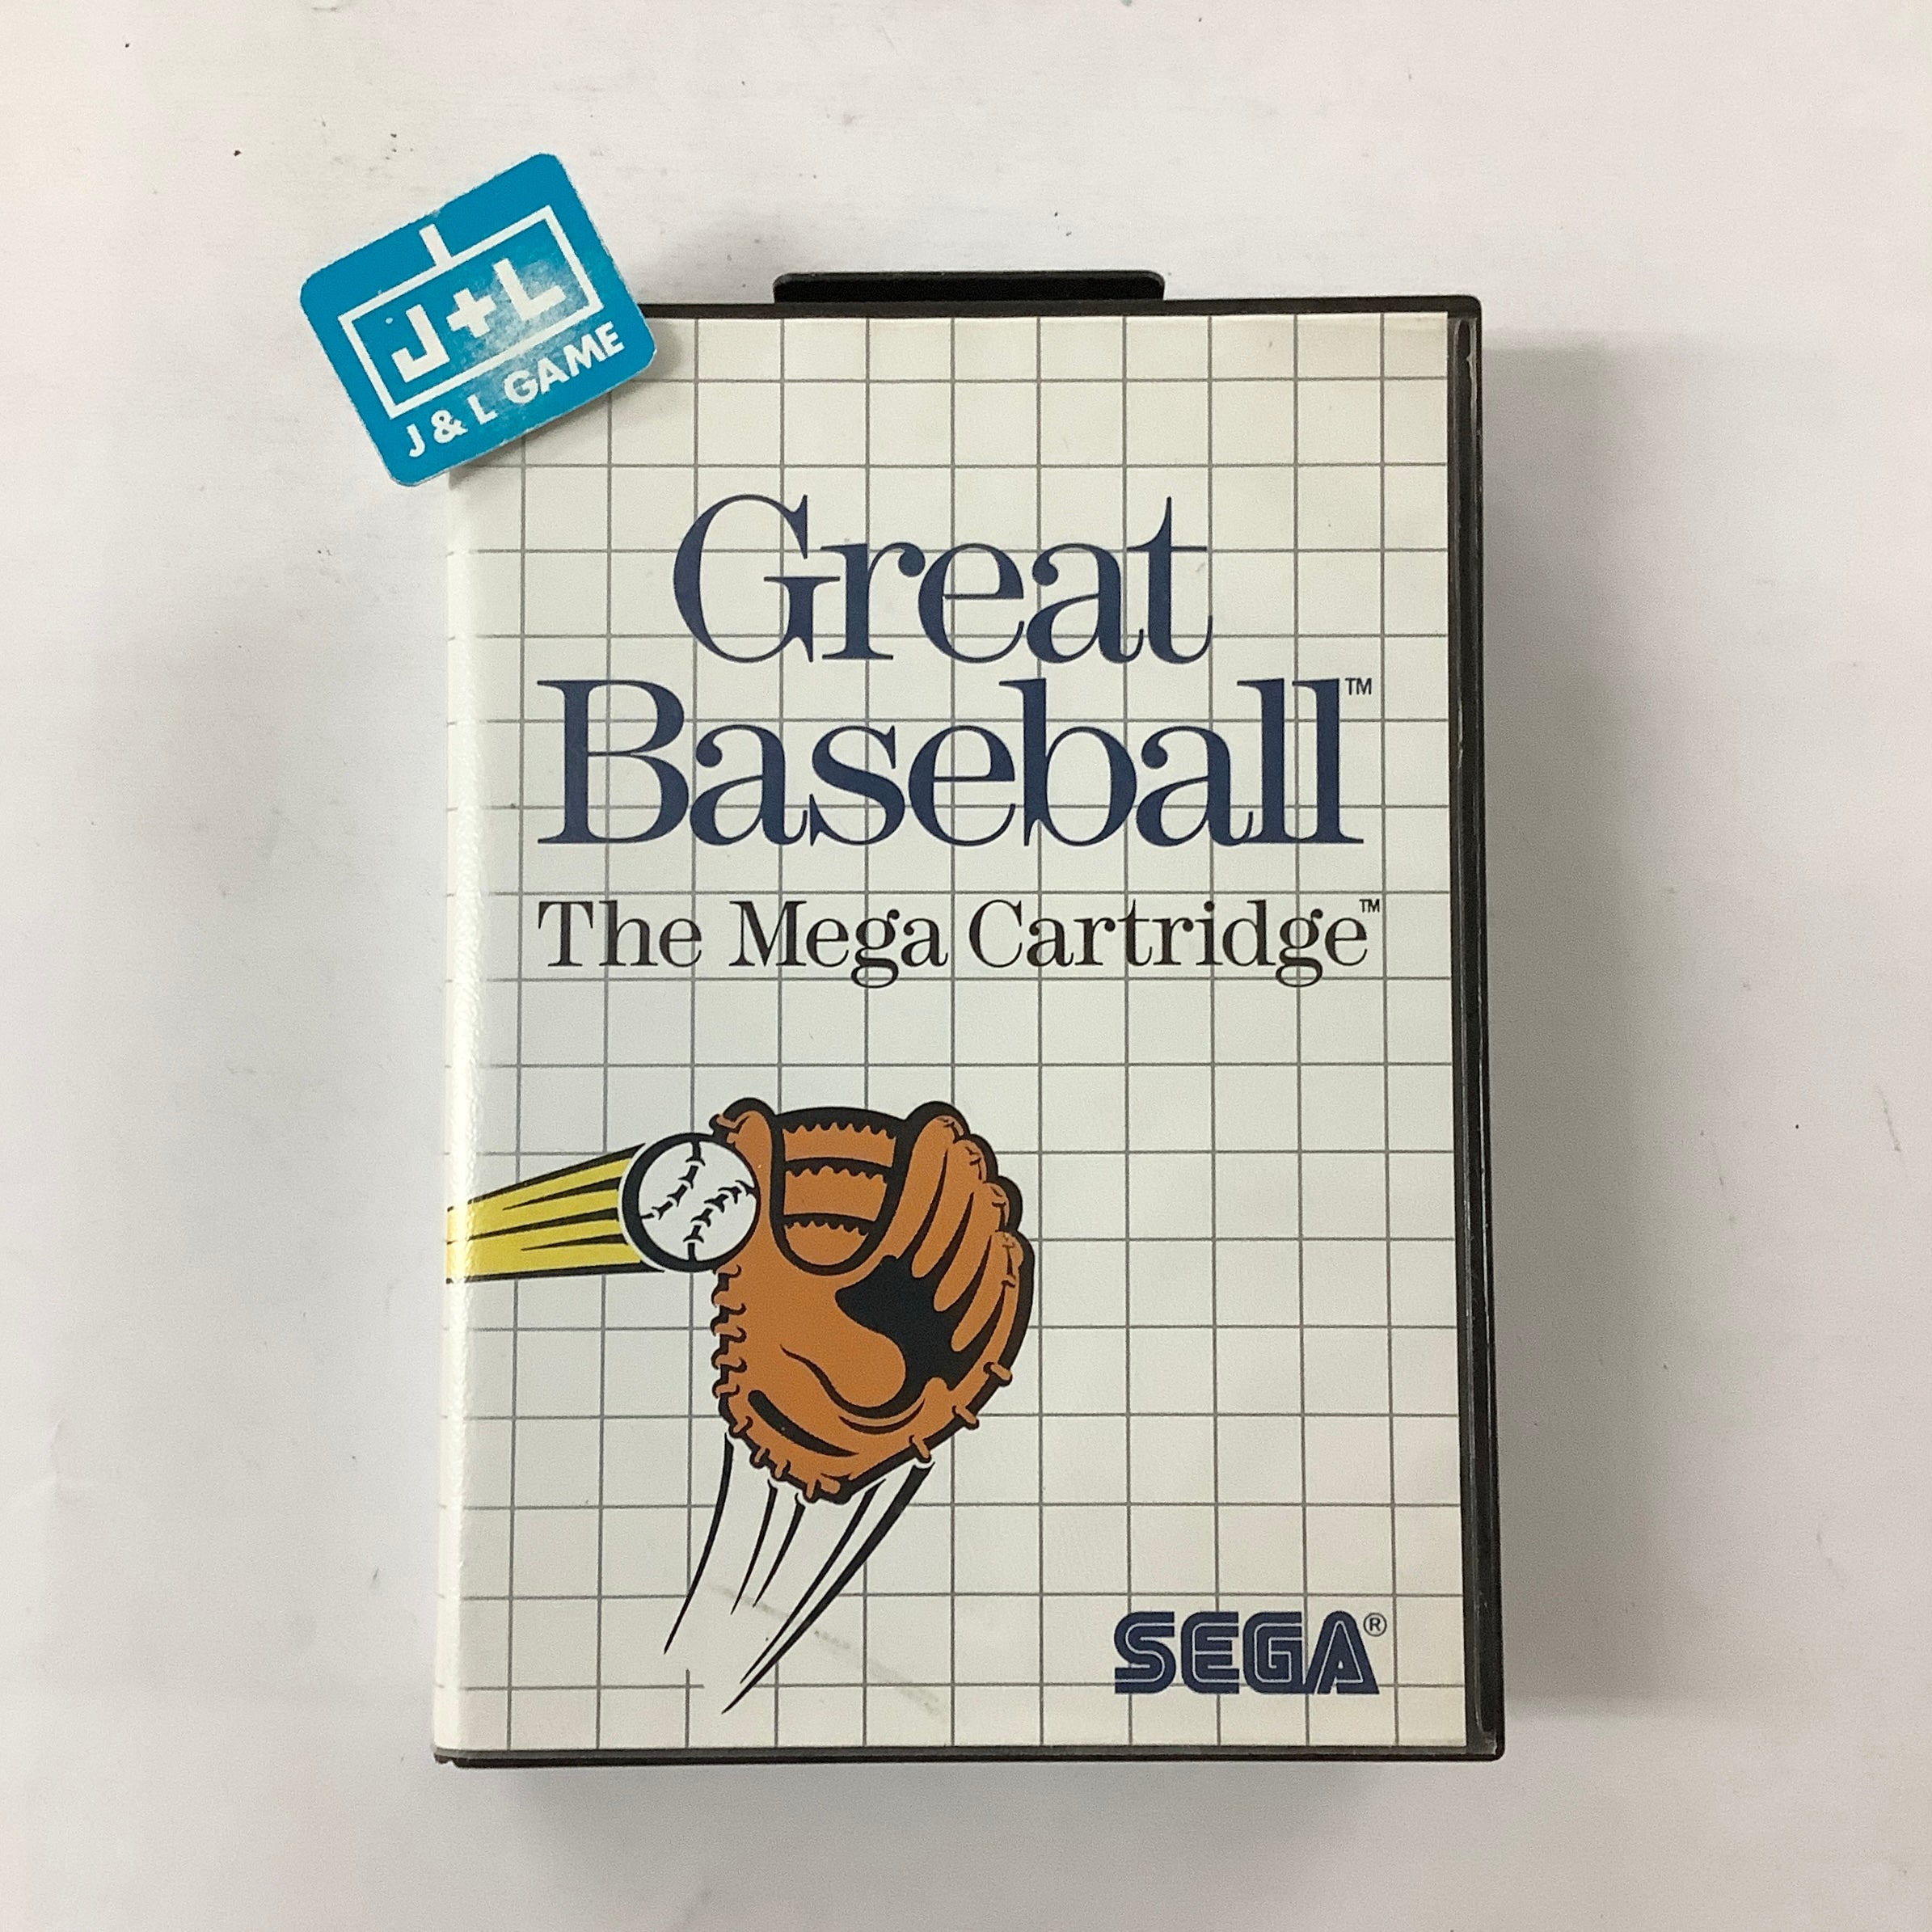 J+L
J & L GAME
Great
Baseball™
The Mega Cartridge™
SEGA®